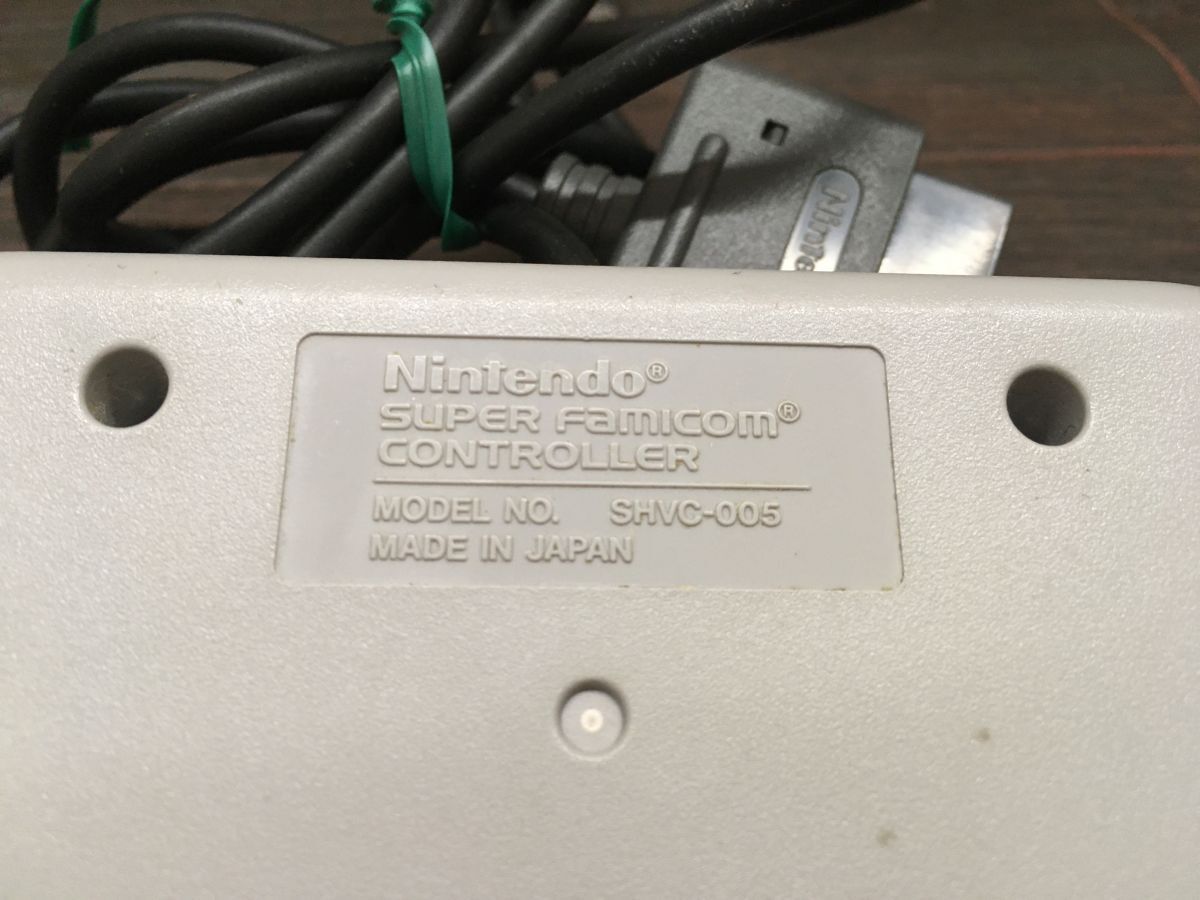 Nintendo®
SUPER FAMICOM®
CONTROLLER
MODEL NO. SHVC-005
MADE IN JAPAN